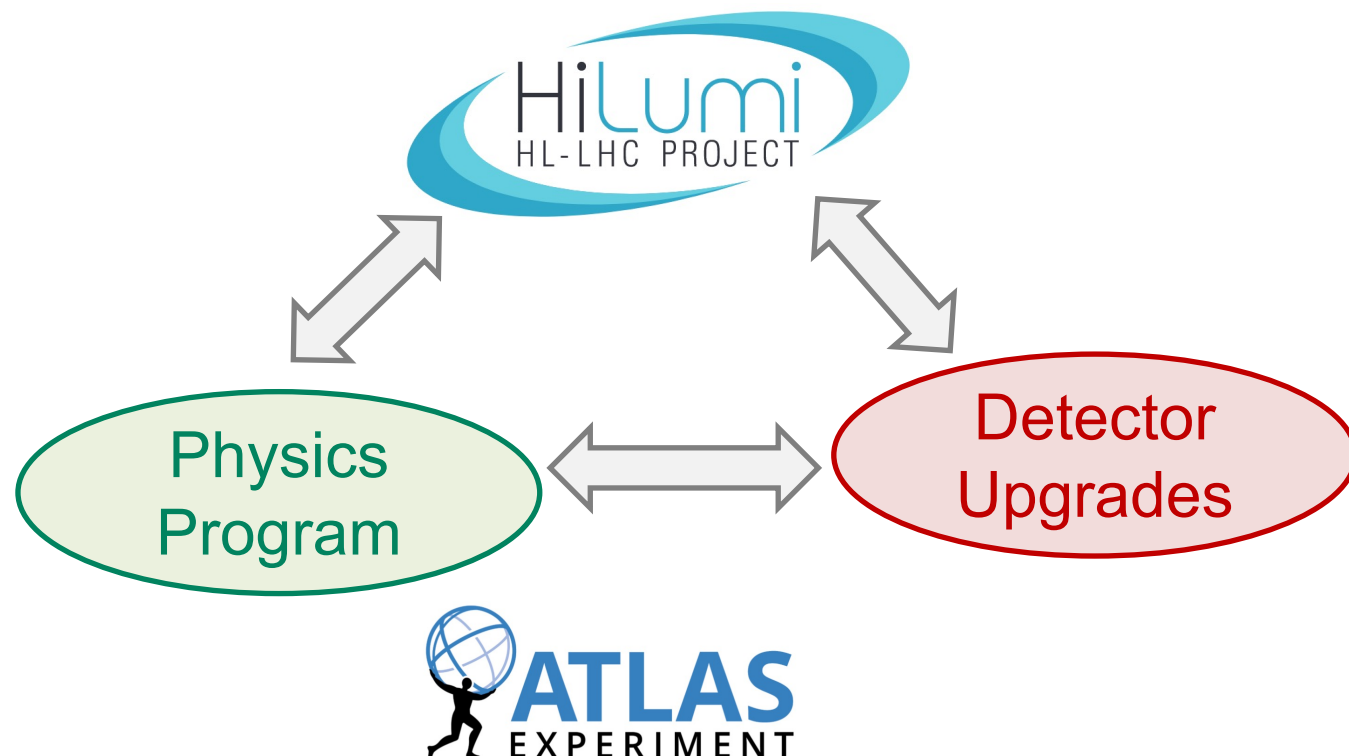 HiLumi
HL-LHC PROJECT
Physics
Program
Detector
Upgrades
ATLAS
EXPERIMENT